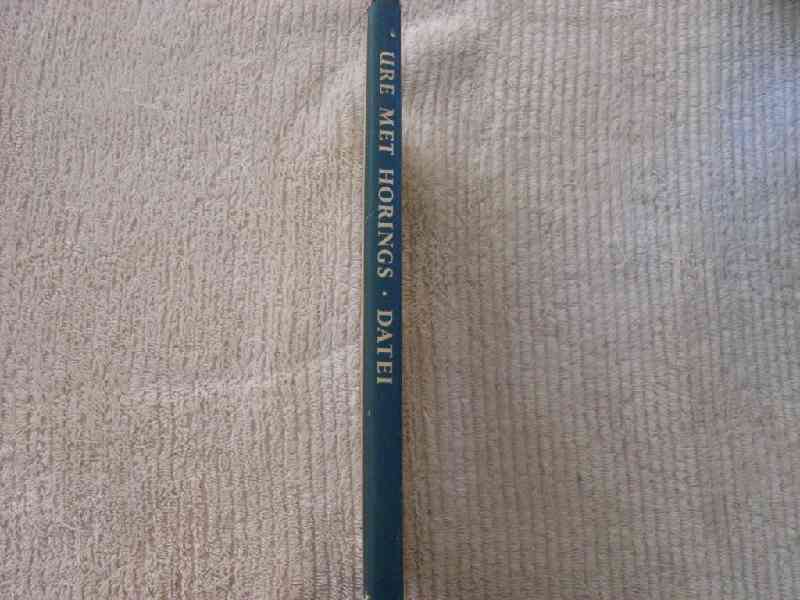 URE MET HORINGS · DATEI